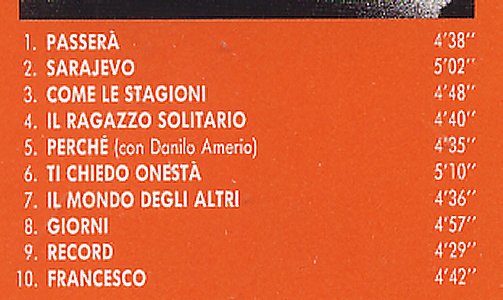 1. PASSERÀ 4'38''
2. SARAJEVO 5'02''
3. COME LE STAGIONI 4'48''
4. IL RAGAZZO SOLITARIO 4'40''
5. PERCHÉ (con Danilo Amerio) 4'35''
6. TI CHIEDO ONESTÀ 5'10''
7. IL MONDO DEGLI ALTRI 4'36''
8. GIORNI 4'57''
9. RECORD 4'29''
10. FRANCESCO 4'42''